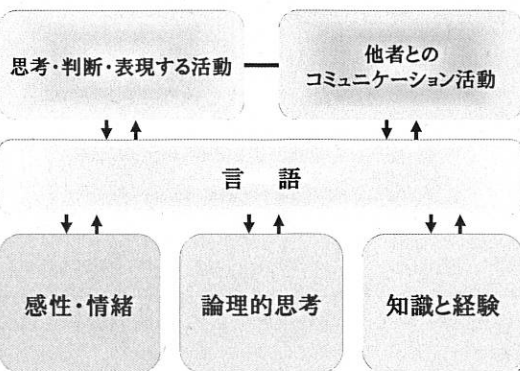 思考・判断・表現する活動
他者との
コミュニケーション活動
言 語
感性・情緒
論理的思考
知識と経験